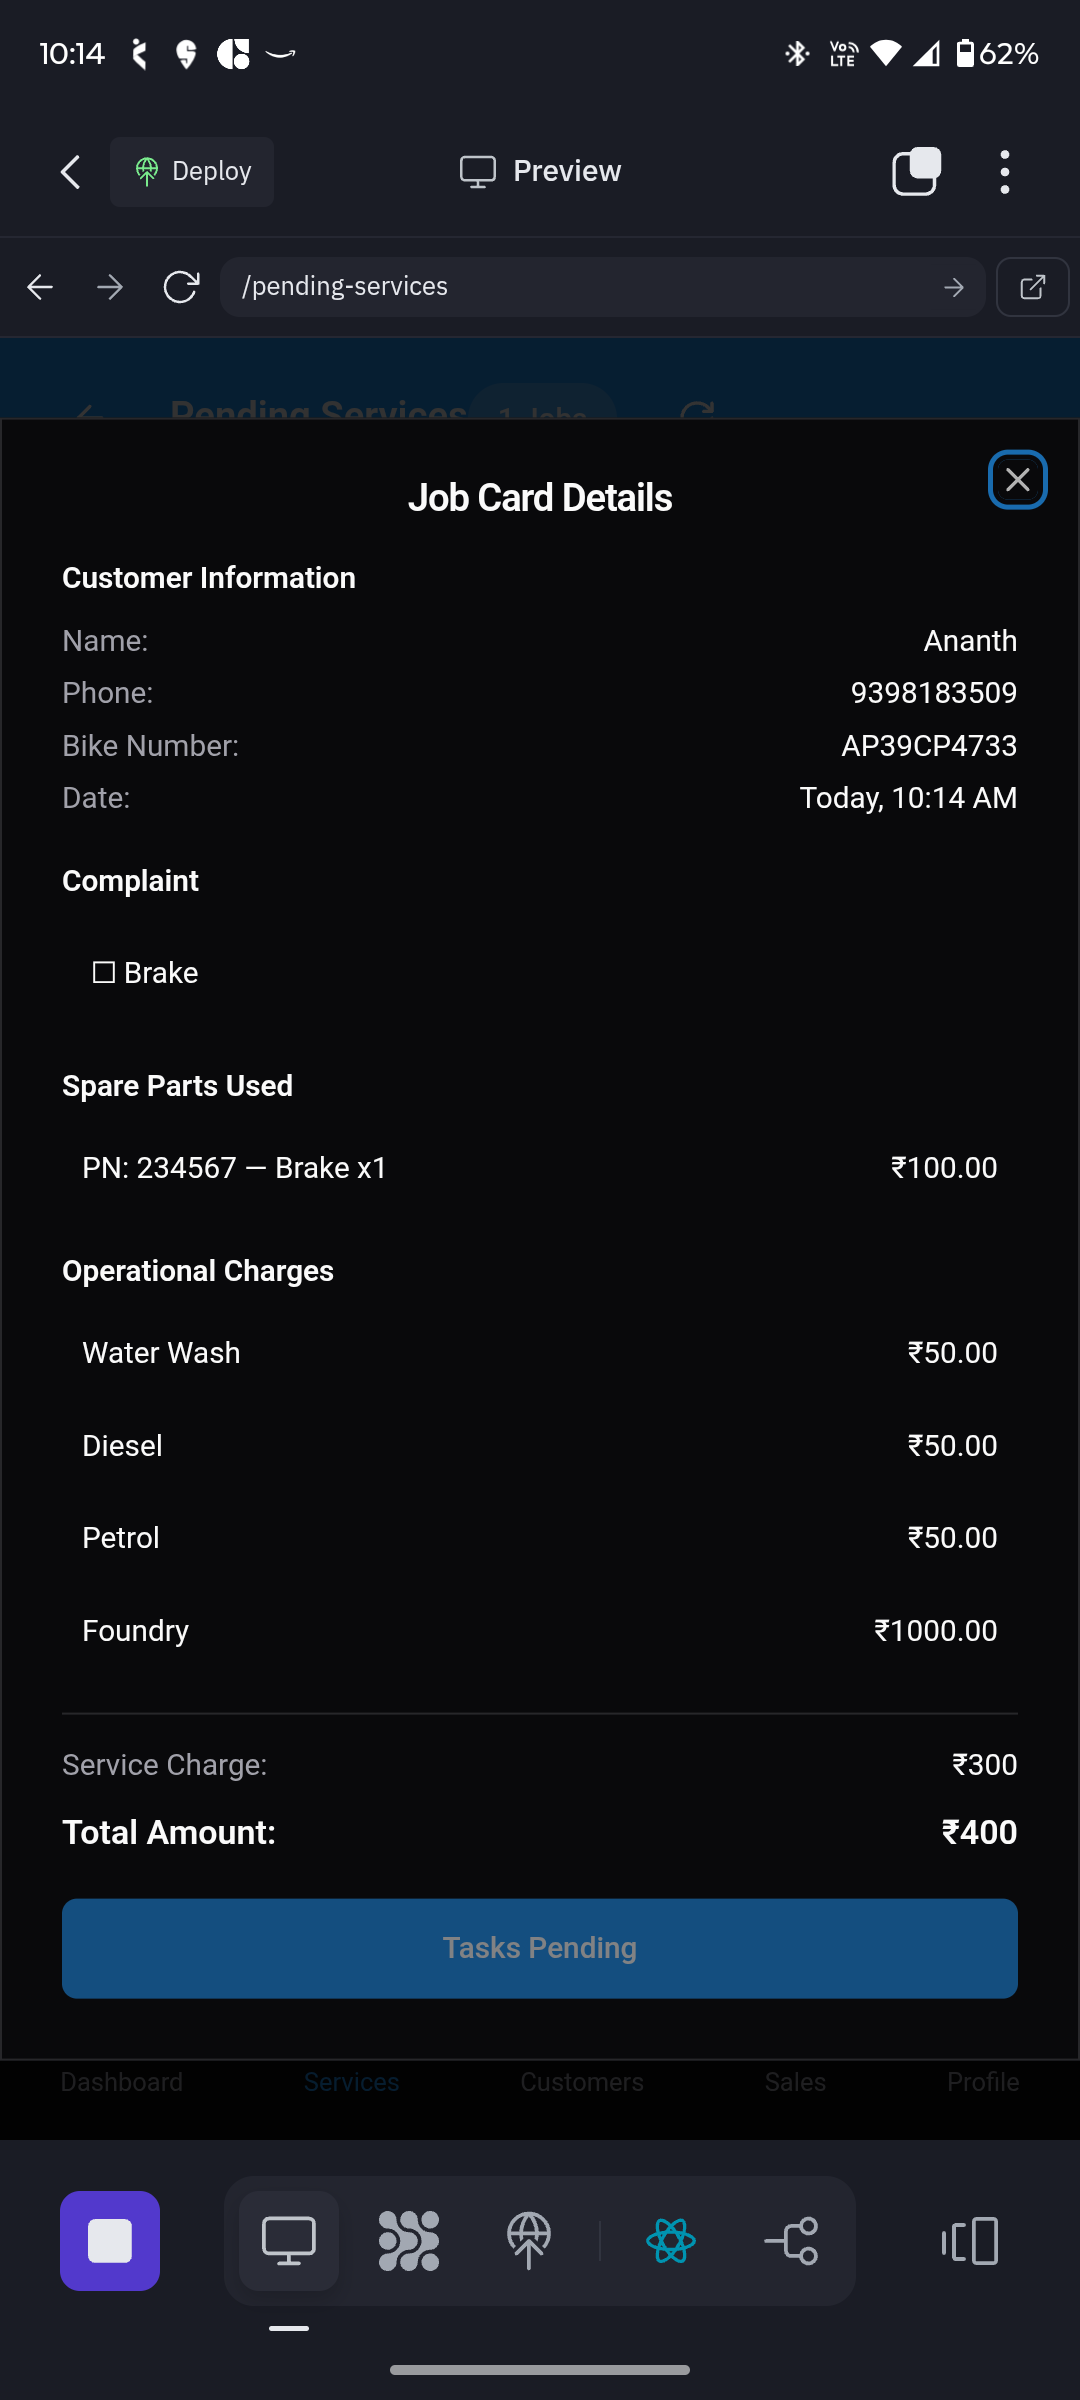 10:14
Vo LTE
62%
Deploy
Preview
/pending-services
Pending Services
1 Jobs
Job Card Details
Customer Information
Name: Ananth
Phone: 9398183509
Bike Number: AP39CP4733
Date: Today, 10:14 AM
Complaint
☐ Brake
Spare Parts Used
PN: 234567 — Brake x1 ₹100.00
Operational Charges
Water Wash ₹50.00
Diesel ₹50.00
Petrol ₹50.00
Foundry ₹1000.00
Service Charge: ₹300
Total Amount: ₹400
Tasks Pending
Dashboard Services Customers Sales Profile